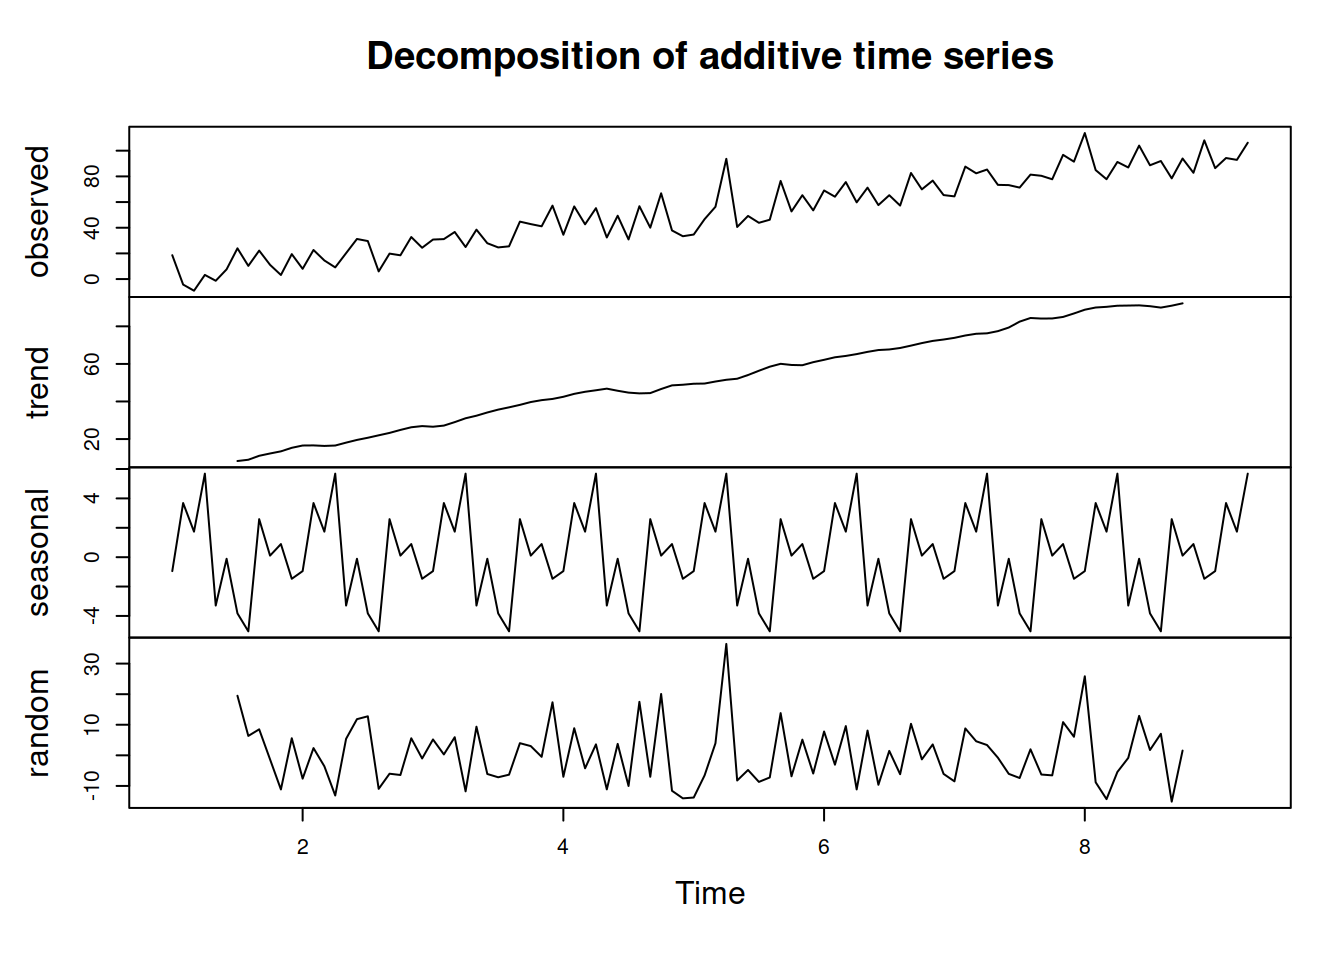 Decomposition of additive time series
observed
0 40 80
trend
20 60
seasonal
-4 0 4
random
-10 10 30
2 4 6 8
Time